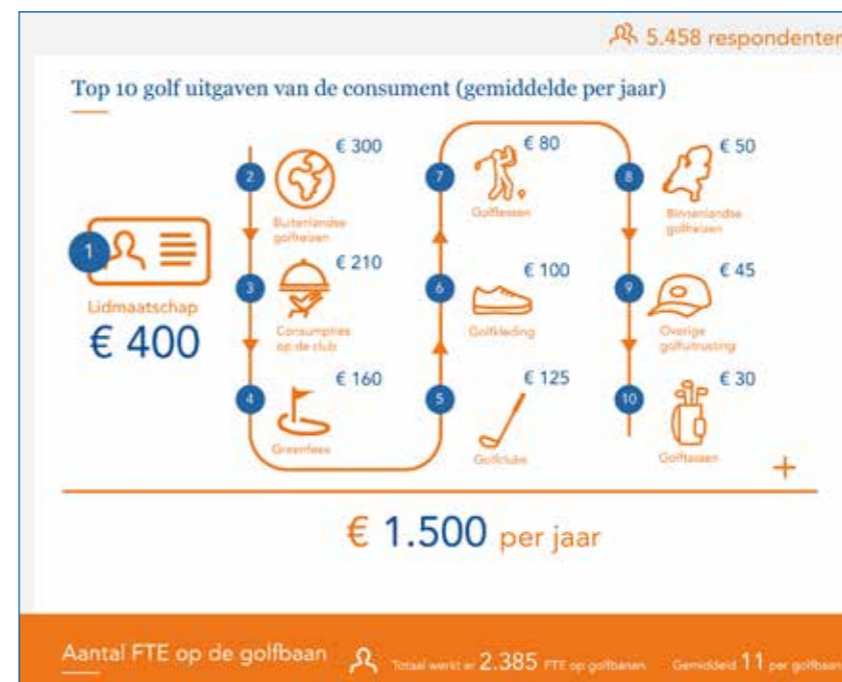 5.458 respondenten
Top 10 golf uitgaven van de consument (gemiddelde per jaar)
1
Lidmaatschap
€ 400
2
€ 300
Buitenlandse
golfreizen
3
€ 210
Consumpties
op de club
4
€ 160
Greenfees
5
€ 125
Golfclubs
6
€ 100
Golfkleding
7
€ 80
Golflessen
8
€ 50
Binnenlandse
golfreizen
9
€ 45
Overige
golfuitrusting
10
€ 30
Golftassen
+
€ 1.500 per jaar
Aantal FTE op de golfbaan
Totaal werkt er 2.385 FTE op golfbanen
Gemiddeld 11 per golfbaan